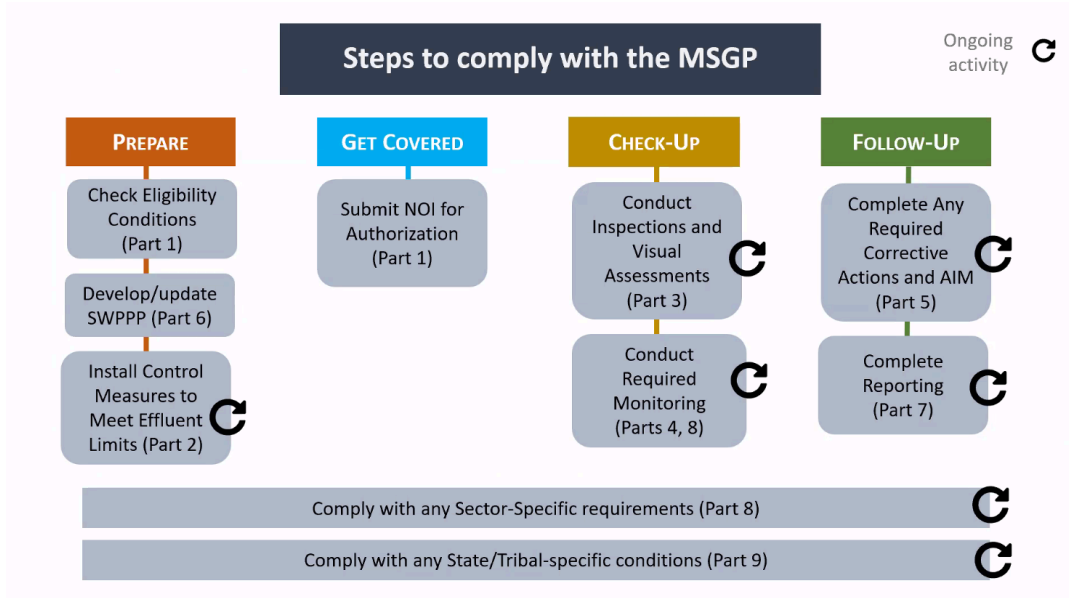 Steps to comply with the MSGP
Ongoing
activity
PREPARE
Check Eligibility
Conditions
(Part 1)
Develop/update
SWPPP (Part 6)
Install Control
Measures to
Meet Effluent
Limits (Part 2)
GET COVERED
Submit NOI for
Authorization
(Part 1)
CHECK-UP
Conduct
Inspections and
Visual
Assessments
(Part 3)
Conduct
Required
Monitoring
(Parts 4, 8)
FOLLOW-UP
Complete Any
Required
Corrective
Actions and AIM
(Part 5)
Complete
Reporting
(Part 7)
Comply with any Sector-Specific requirements (Part 8)
Comply with any State/Tribal-specific conditions (Part 9)